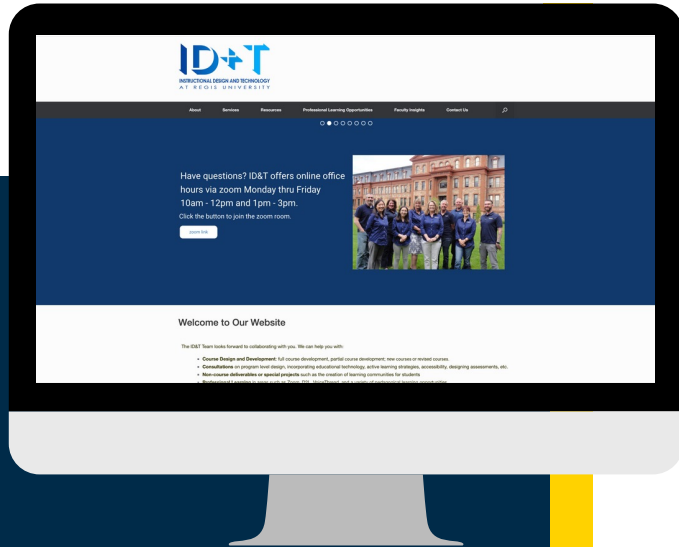 ID+T
INSTRUCTIONAL DESIGN AND TECHNOLOGY
AT REGIS UNIVERSITY
About Services Resources Professional Learning Opportunities Faculty Insights Contact Us
Have questions? ID&T offers online office
hours via zoom Monday thru Friday
10am - 12pm and 1pm - 3pm.
Click the button to join the zoom room.
zoom link
Welcome to Our Website
The ID&T Team looks forward to collaborating with you. We can help you with:
• Course Design and Development: full course development, partial course development; new courses or revised courses.
• Consultations on program level design, incorporating educational technology, active learning strategies, accessibility, designing assessments, etc.
• Non-course deliverables or special projects such as the creation of learning communities for students
• Professional Learning